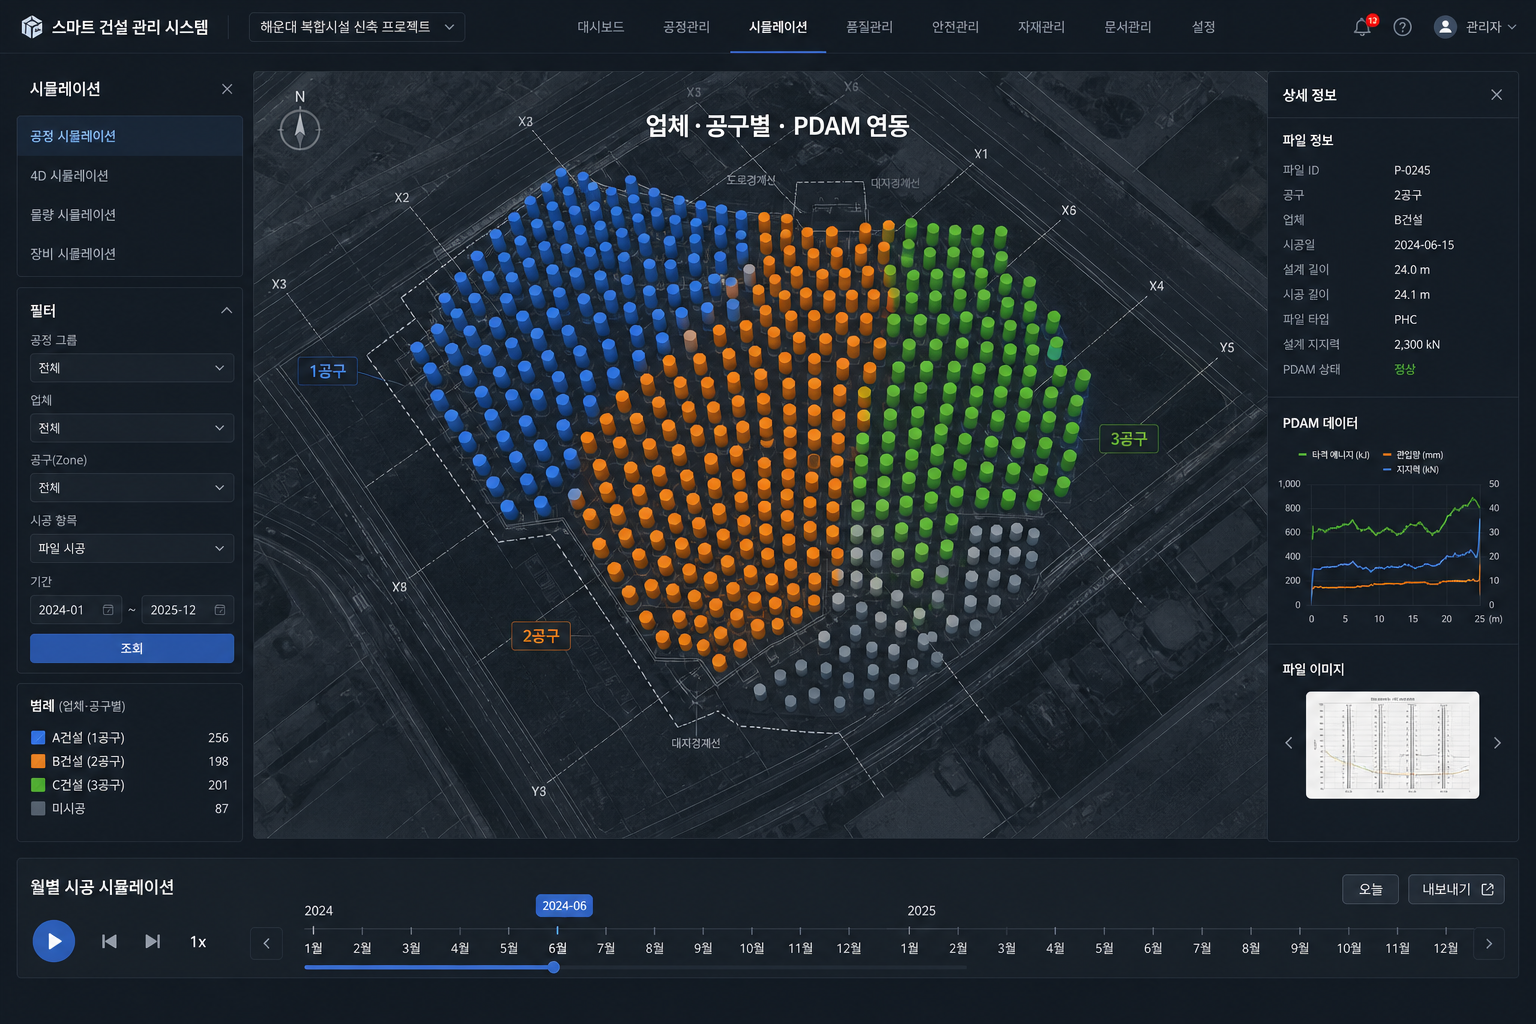 스마트 건설 관리 시스템
해운대 복합시설 신축 프로젝트
대시보드
공정관리
시뮬레이션
품질관리
안전관리
자재관리
문서관리
설정
12
관리자
시뮬레이션
공정 시뮬레이션
4D 시뮬레이션
물량 시뮬레이션
장비 시뮬레이션
필터
공정 그룹
전체
업체
전체
공구(Zone)
전체
시공 항목
파일 시공
기간
2024-01 ~ 2025-12
조회
범례 (업체·공구별)
A건설 (1공구) 256
B건설 (2공구) 198
C건설 (3공구) 201
미시공 87
N
업체 · 공구별 · PDAM 연동
X3
X6
X3
X1
X2
도로경계선
대지경계선
X6
X3
X4
Y5
1공구
3공구
X8
2공구
대지경계선
Y3
상세 정보
파일 정보
파일 ID P-0245
공구 2공구
업체 B건설
시공일 2024-06-15
설계 길이 24.0 m
시공 길이 24.1 m
파일 타입 PHC
설계 지지력 2,300 kN
PDAM 상태 정상
PDAM 데이터
타격 에너지 (kJ) 관입량 (mm)
지지력 (kN)
1,000 50
800 40
600 30
400 20
200 10
0 0
0 5 10 15 20 25 (m)
파일 이미지
월별 시공 시뮬레이션
오늘
내보내기
1x
2024
2024-06
2025
1월 2월 3월 4월 5월 6월 7월 8월 9월 10월 11월 12월 1월 2월 3월 4월 5월 6월 7월 8월 9월 10월 11월 12월